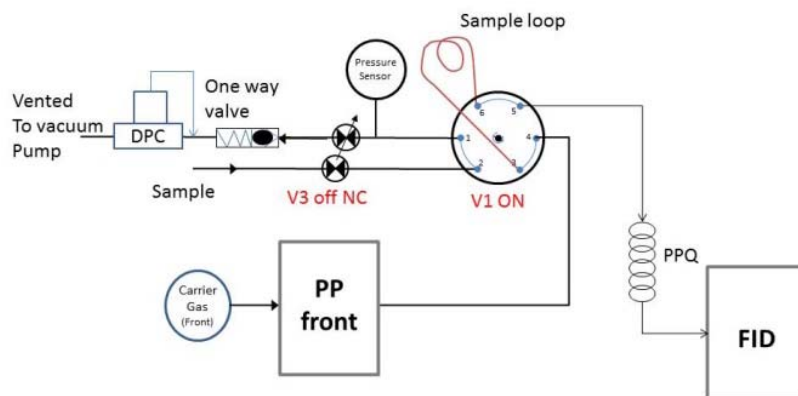 Sample loop
Pressure
Sensor
One way
valve
Vented
To vacuum
Pump
DPC
6
5
1
4
2
3
Sample
V3 off NC
V1 ON
PPQ
Carrier
Gas
(Front)
PP
front
FID